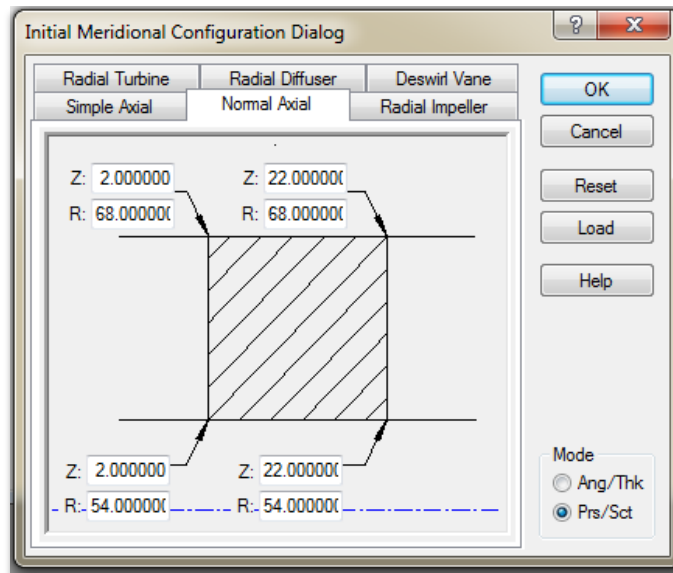 Initial Meridional Configuration Dialog
Radial Turbine Radial Diffuser Deswirl Vane
Simple Axial Normal Axial Radial Impeller
Z: 2.000000 Z: 22.000000
R: 68.000000 R: 68.000000
Z: 2.000000 Z: 22.000000
R: 54.000000 R: 54.000000
OK
Cancel
Reset
Load
Help
Mode
Ang/Thk
Prs/Sct